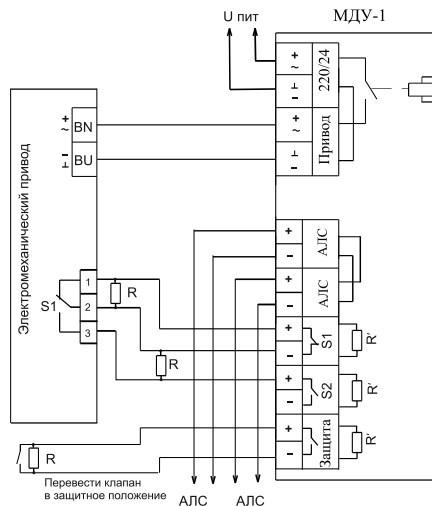 U пит
МДУ-1
+
~
−
⊥
220/24
+
~
−
⊥
Привод
Электромеханический привод
+
~
BN
−
⊥
BU
+
−
АЛС
+
−
АЛС
S1
1
2
3
R
R
+
−
S1
R'
+
−
S2
R'
+
−
Защита
R'
R
Перевести клапан
в защитное положение
АЛС
АЛС